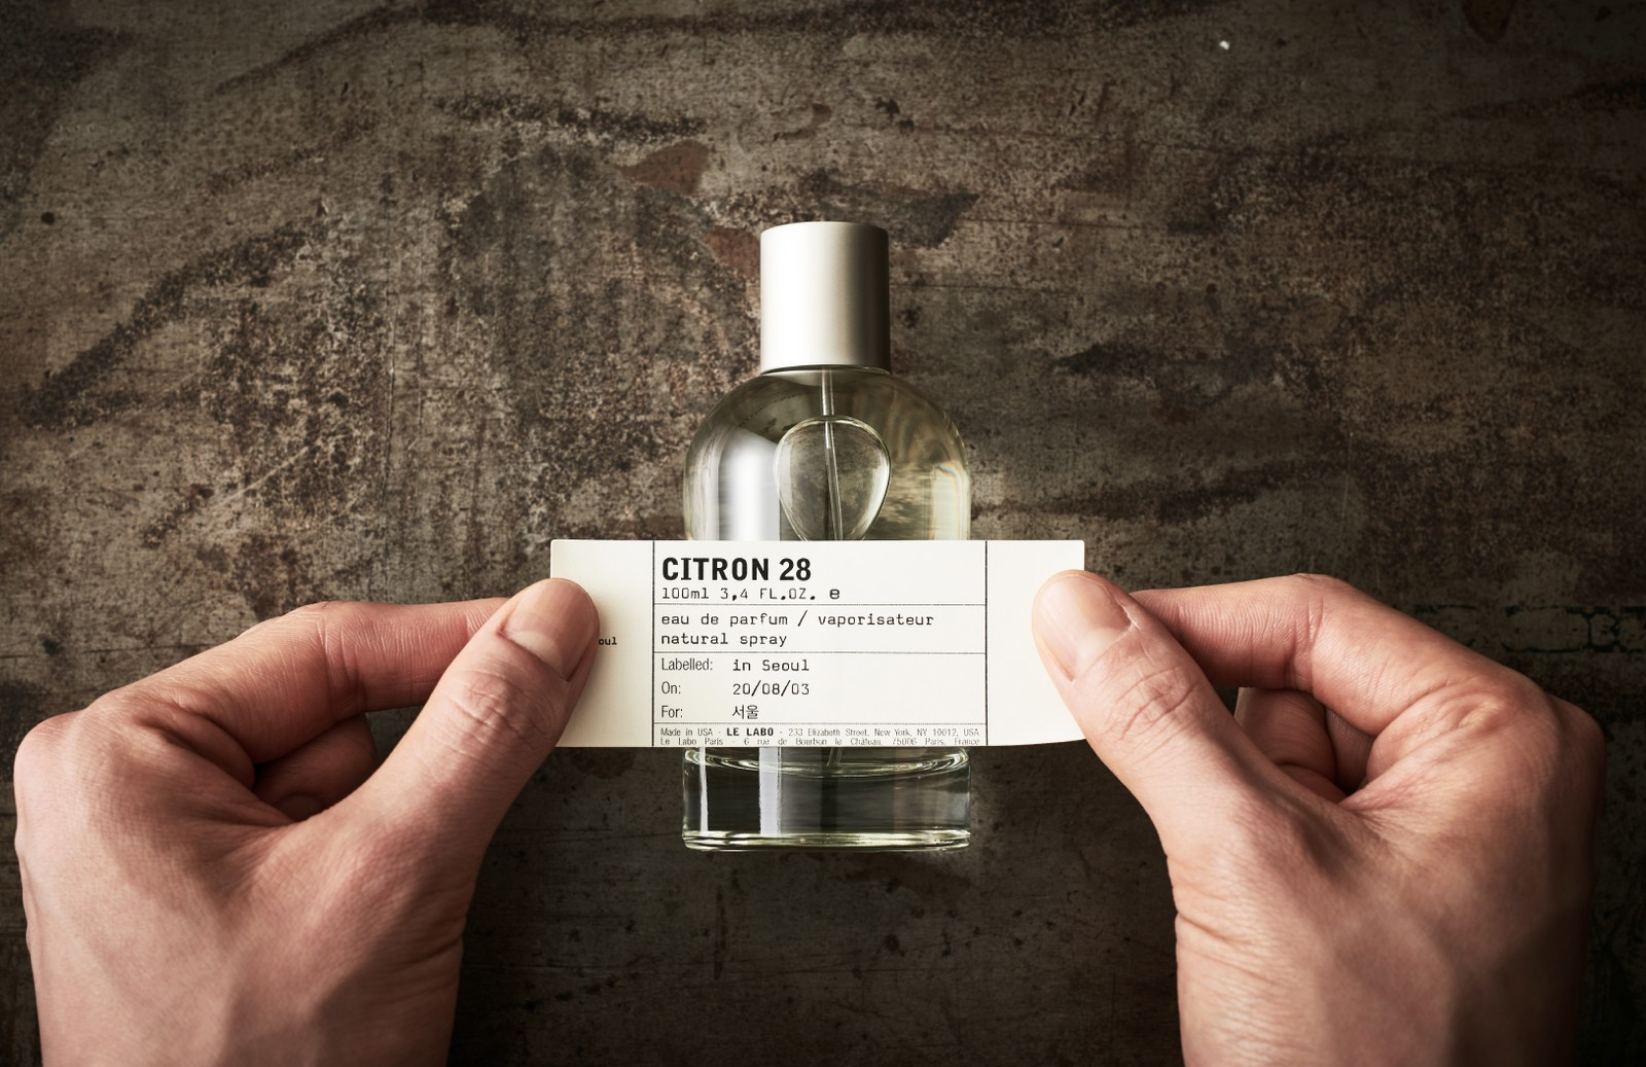 CITRON 28
100ml 3,4 FL.OZ. e
eau de parfum / vaporisateur
natural spray
oul
Labelled: in Seoul
On: 20/08/03
For: 서울
Made in USA - LE LABO - 233 Elizabeth Street, New York, NY 10012, USA
Le Labo Paris - 6 rue de Bourbon le Château, 75006 Paris, France